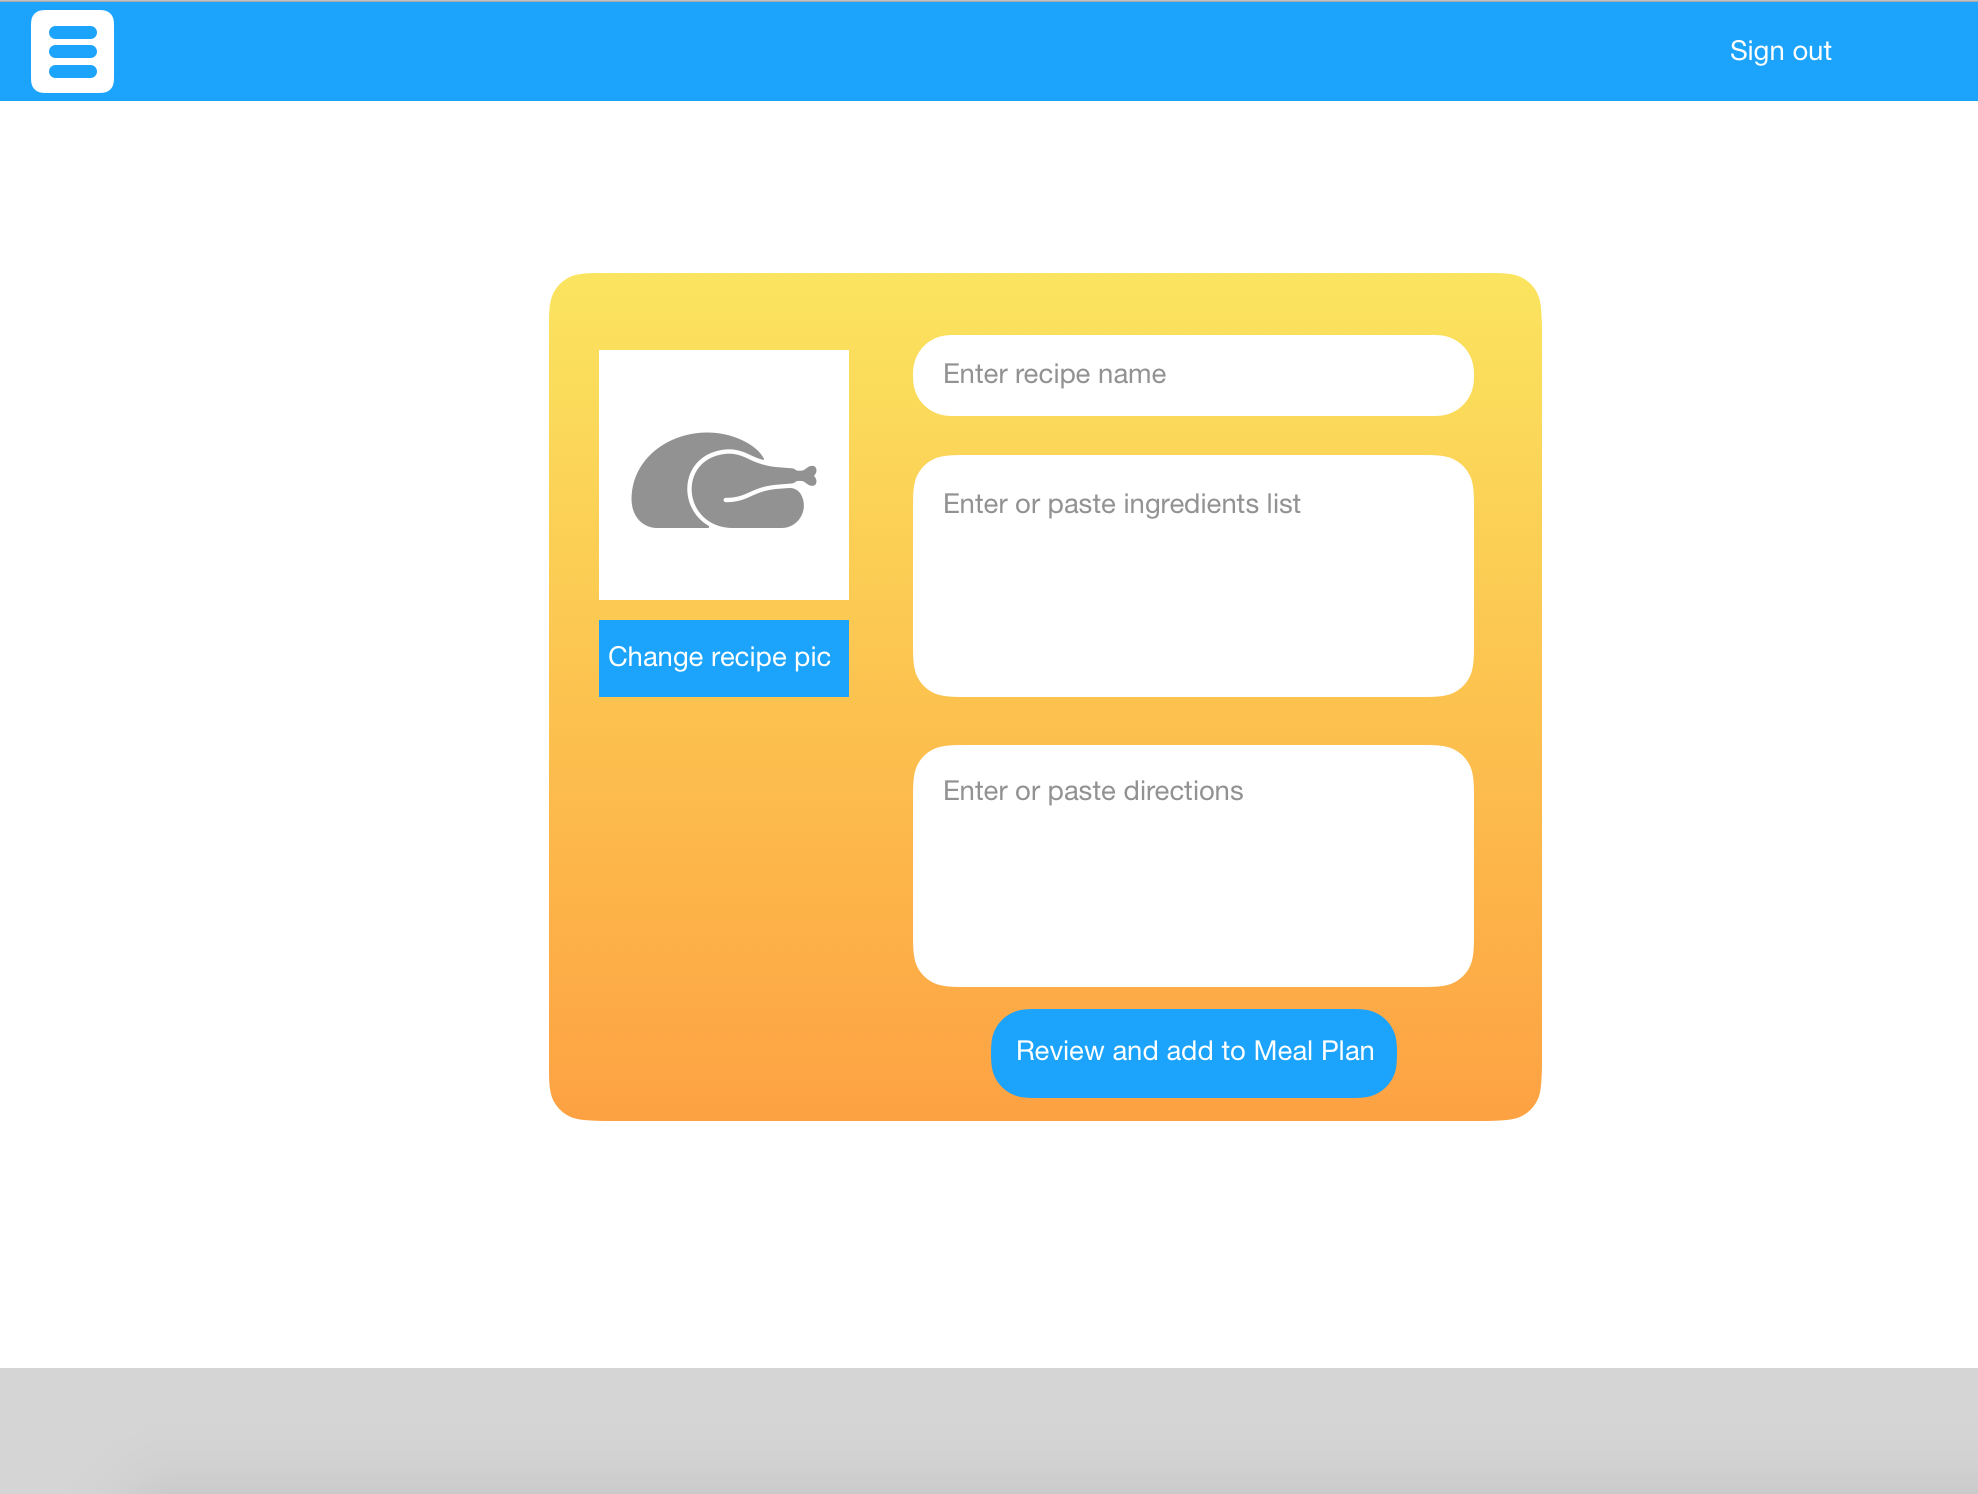 Sign out
Enter recipe name
Enter or paste ingredients list
Change recipe pic
Enter or paste directions
Review and add to Meal Plan